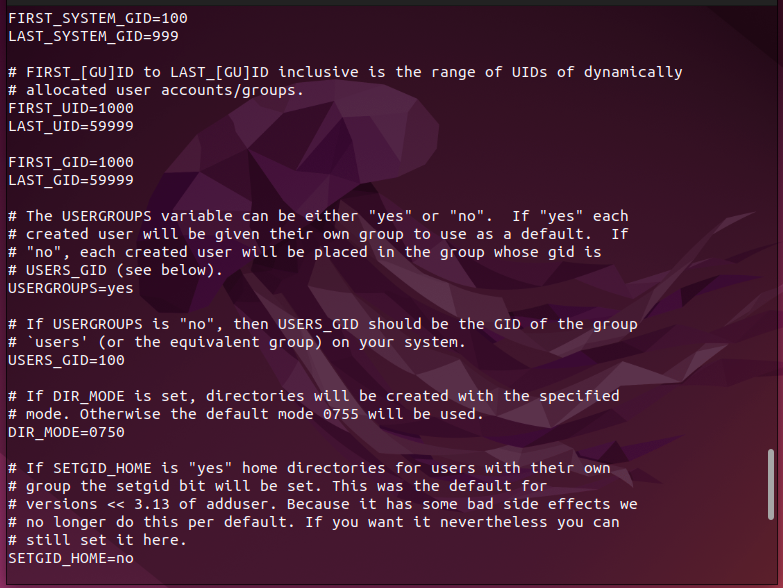 FIRST_SYSTEM_GID=100
LAST_SYSTEM_GID=999
# FIRST_[GU]ID to LAST_[GU]ID inclusive is the range of UIDs of dynamically
# allocated user accounts/groups.
FIRST_UID=1000
LAST_UID=59999
FIRST_GID=1000
LAST_GID=59999
# The USERGROUPS variable can be either "yes" or "no".  If "yes" each
# created user will be given their own group to use as a default.  If
# "no", each created user will be placed in the group whose gid is
# USERS_GID (see below).
USERGROUPS=yes
# If USERGROUPS is "no", then USERS_GID should be the GID of the group
# `users' (or the equivalent group) on your system.
USERS_GID=100
# If DIR_MODE is set, directories will be created with the specified
# mode. Otherwise the default mode 0755 will be used.
DIR_MODE=0750
# If SETGID_HOME is "yes" home directories for users with their own
# group the setgid bit will be set. This was the default for
# versions << 3.13 of adduser. Because it has some bad side effects we
# no longer do this per default. If you want it nevertheless you can
# still set it here.
SETGID_HOME=no